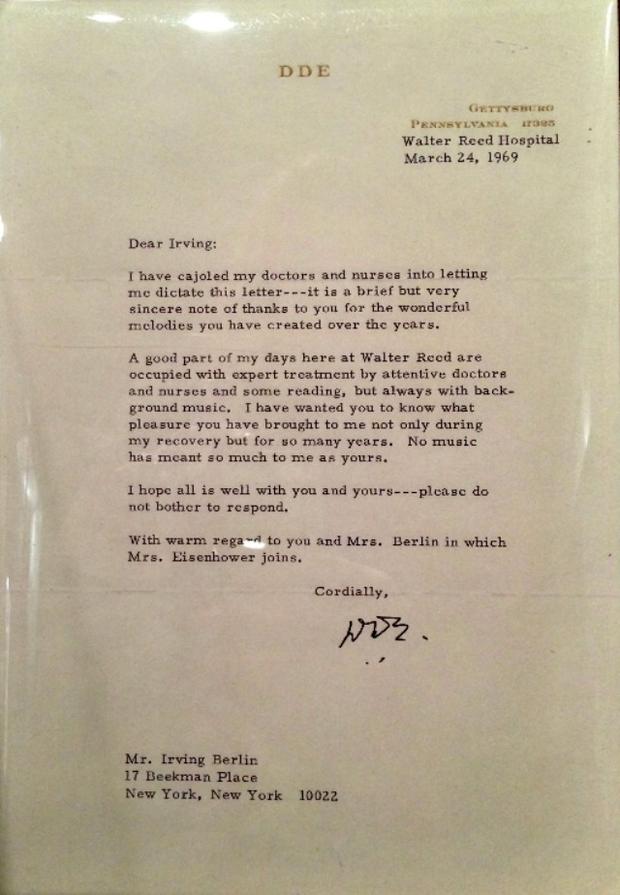 DDE
GETTYSBURG
PENNSYLVANIA 17325
Walter Reed Hospital
March 24, 1969
Dear Irving:
I have cajoled my doctors and nurses into letting
me dictate this letter---it is a brief but very
sincere note of thanks to you for the wonderful
melodies you have created over the years.
A good part of my days here at Walter Reed are
occupied with expert treatment by attentive doctors
and nurses and some reading, but always with back-
ground music. I have wanted you to know what
pleasure you have brought to me not only during
my recovery but for so many years. No music
has meant so much to me as yours.
I hope all is well with you and yours---please do
not bother to respond.
With warm regard to you and Mrs. Berlin in which
Mrs. Eisenhower joins.
Cordially,
DDE.
Mr. Irving Berlin
17 Beekman Place
New York, New York 10022